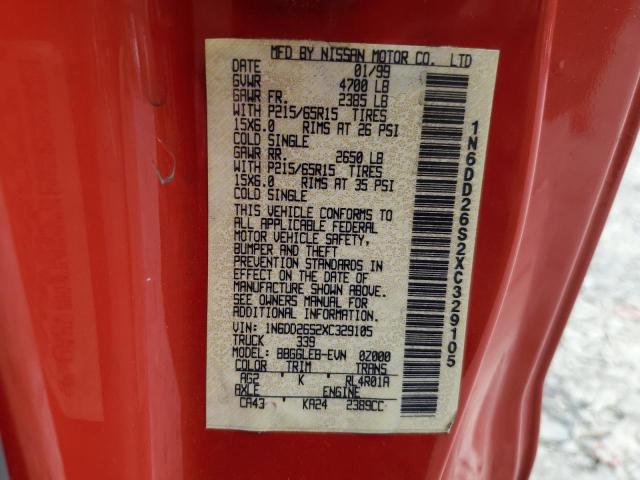 MFD BY NISSAN MOTOR CO. LTD
DATE 01/99
GVWR 4700 LB
GAWR FR. 2385 LB
WITH P215/65R15 TIRES
15X6.0 RIMS AT 26 PSI
COLD SINGLE
GAWR RR. 2650 LB
WITH P215/65R15 TIRES
15X6.0 RIMS AT 35 PSI
COLD SINGLE
THIS VEHICLE CONFORMS TO
ALL APPLICABLE FEDERAL
MOTOR VEHICLE SAFETY,
BUMPER AND THEFT
PREVENTION STANDARDS IN
EFFECT ON THE DATE OF
MANUFACTURE SHOWN ABOVE.
SEE OWNERS MANUAL FOR
ADDITIONAL INFORMATION.
VIN: 1N6DD26S2XC329105
TRUCK 339
MODEL: BBGGLEB-EVN 0Z000
COLOR TRIM TRANS
AG2 K RL4R01A
AXLE ENGINE
CA43 KA24 2389CC
1N6DD26S2XC329105